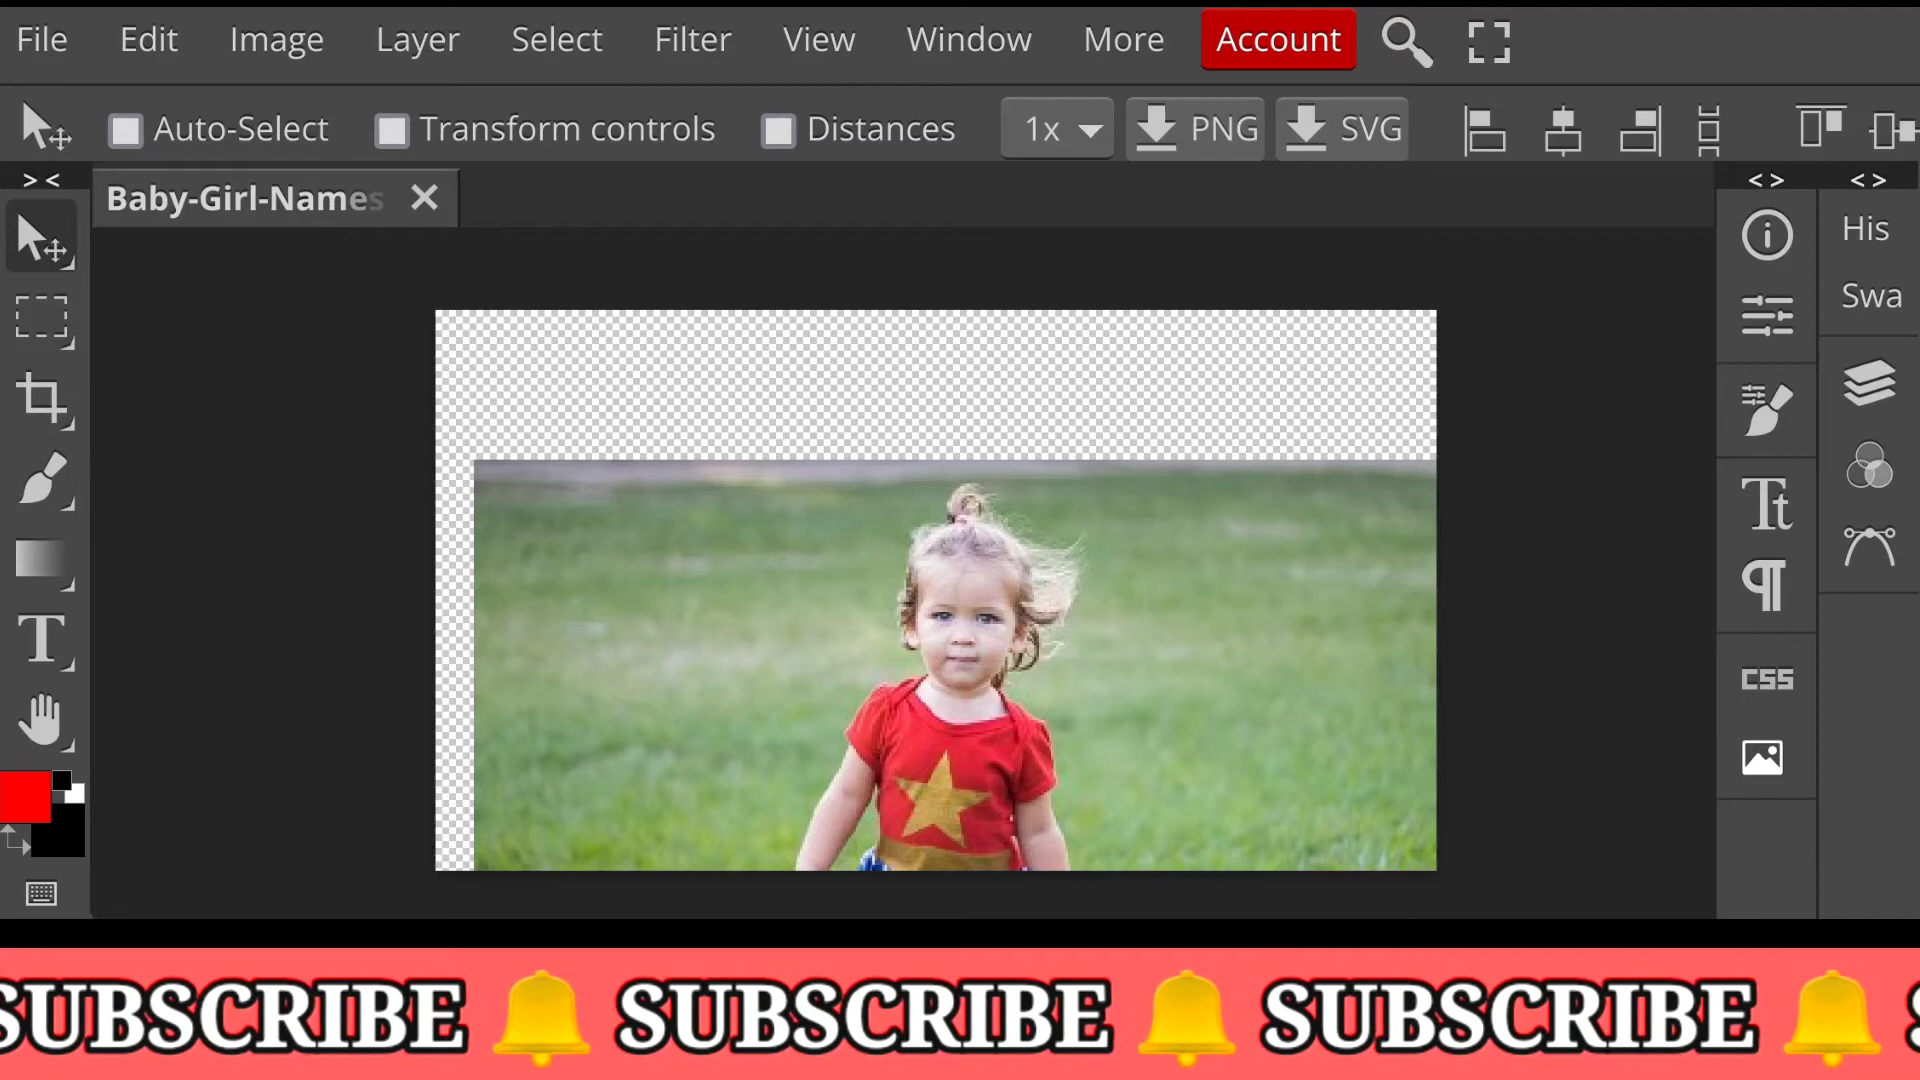 File Edit Image Layer Select Filter View Window More Account
Auto-Select Transform controls Distances 1x PNG SVG
> < Baby-Girl-Names < > < >
His
Swa
Tt
T
CSS
SUBSCRIBE SUBSCRIBE SUBSCRIBE S